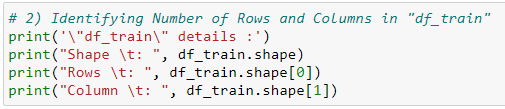 # 2) Identifying Number of Rows and Columns in "df_train"
print('\"df_train\" details :')
print("Shape \t: ", df_train.shape)
print("Rows \t: ", df_train.shape[0])
print("Column \t: ", df_train.shape[1])